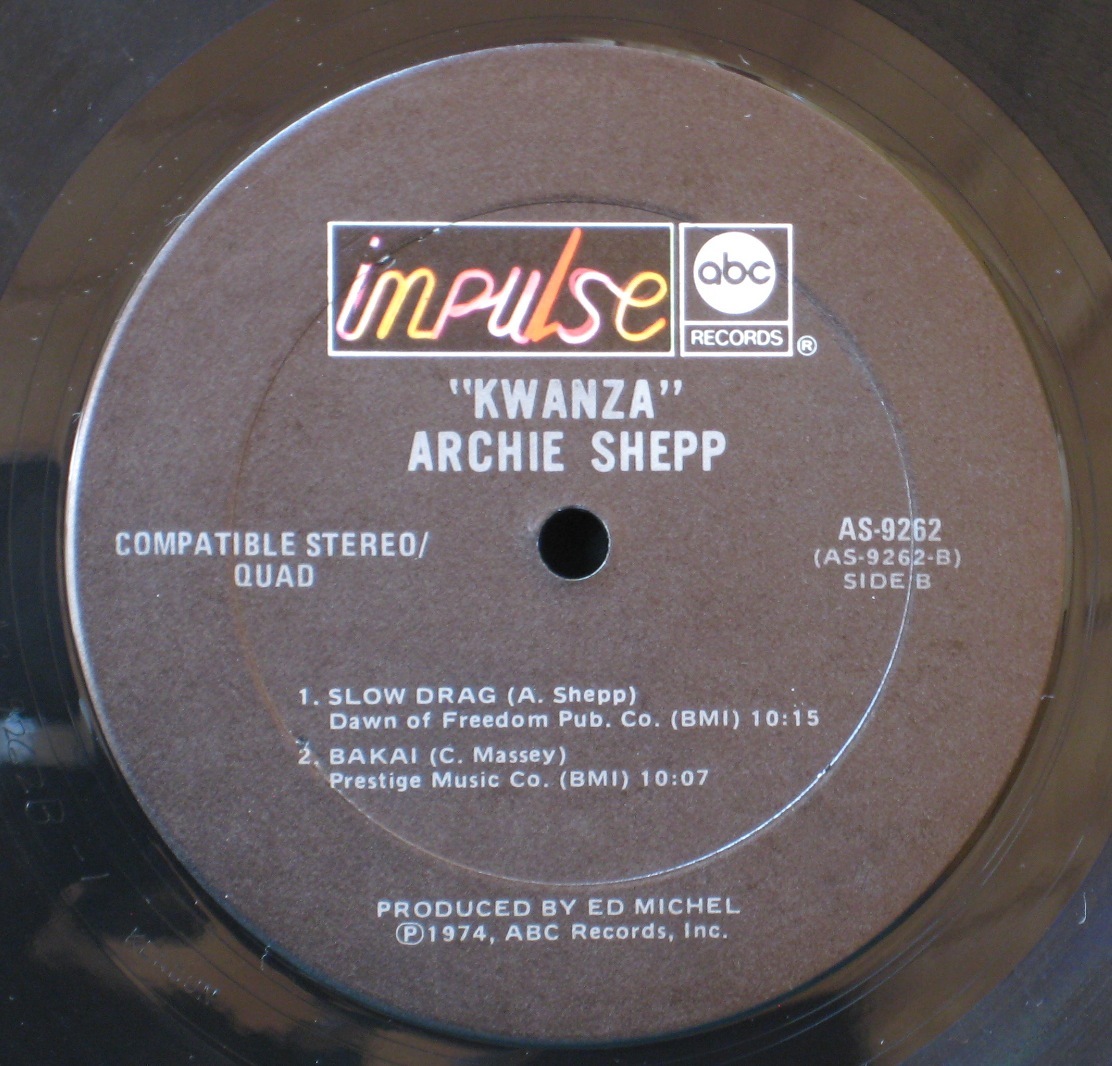 impulse
abc
RECORDS
®
"KWANZA"
ARCHIE SHEPP
COMPATIBLE STEREO/
QUAD
AS-9262
(AS-9262-B)
SIDE B
1. SLOW DRAG (A. Shepp)
Dawn of Freedom Pub. Co. (BMI) 10:15
2. BAKAI (C. Massey)
Prestige Music Co. (BMI) 10:07
PRODUCED BY ED MICHEL
℗1974, ABC Records, Inc.